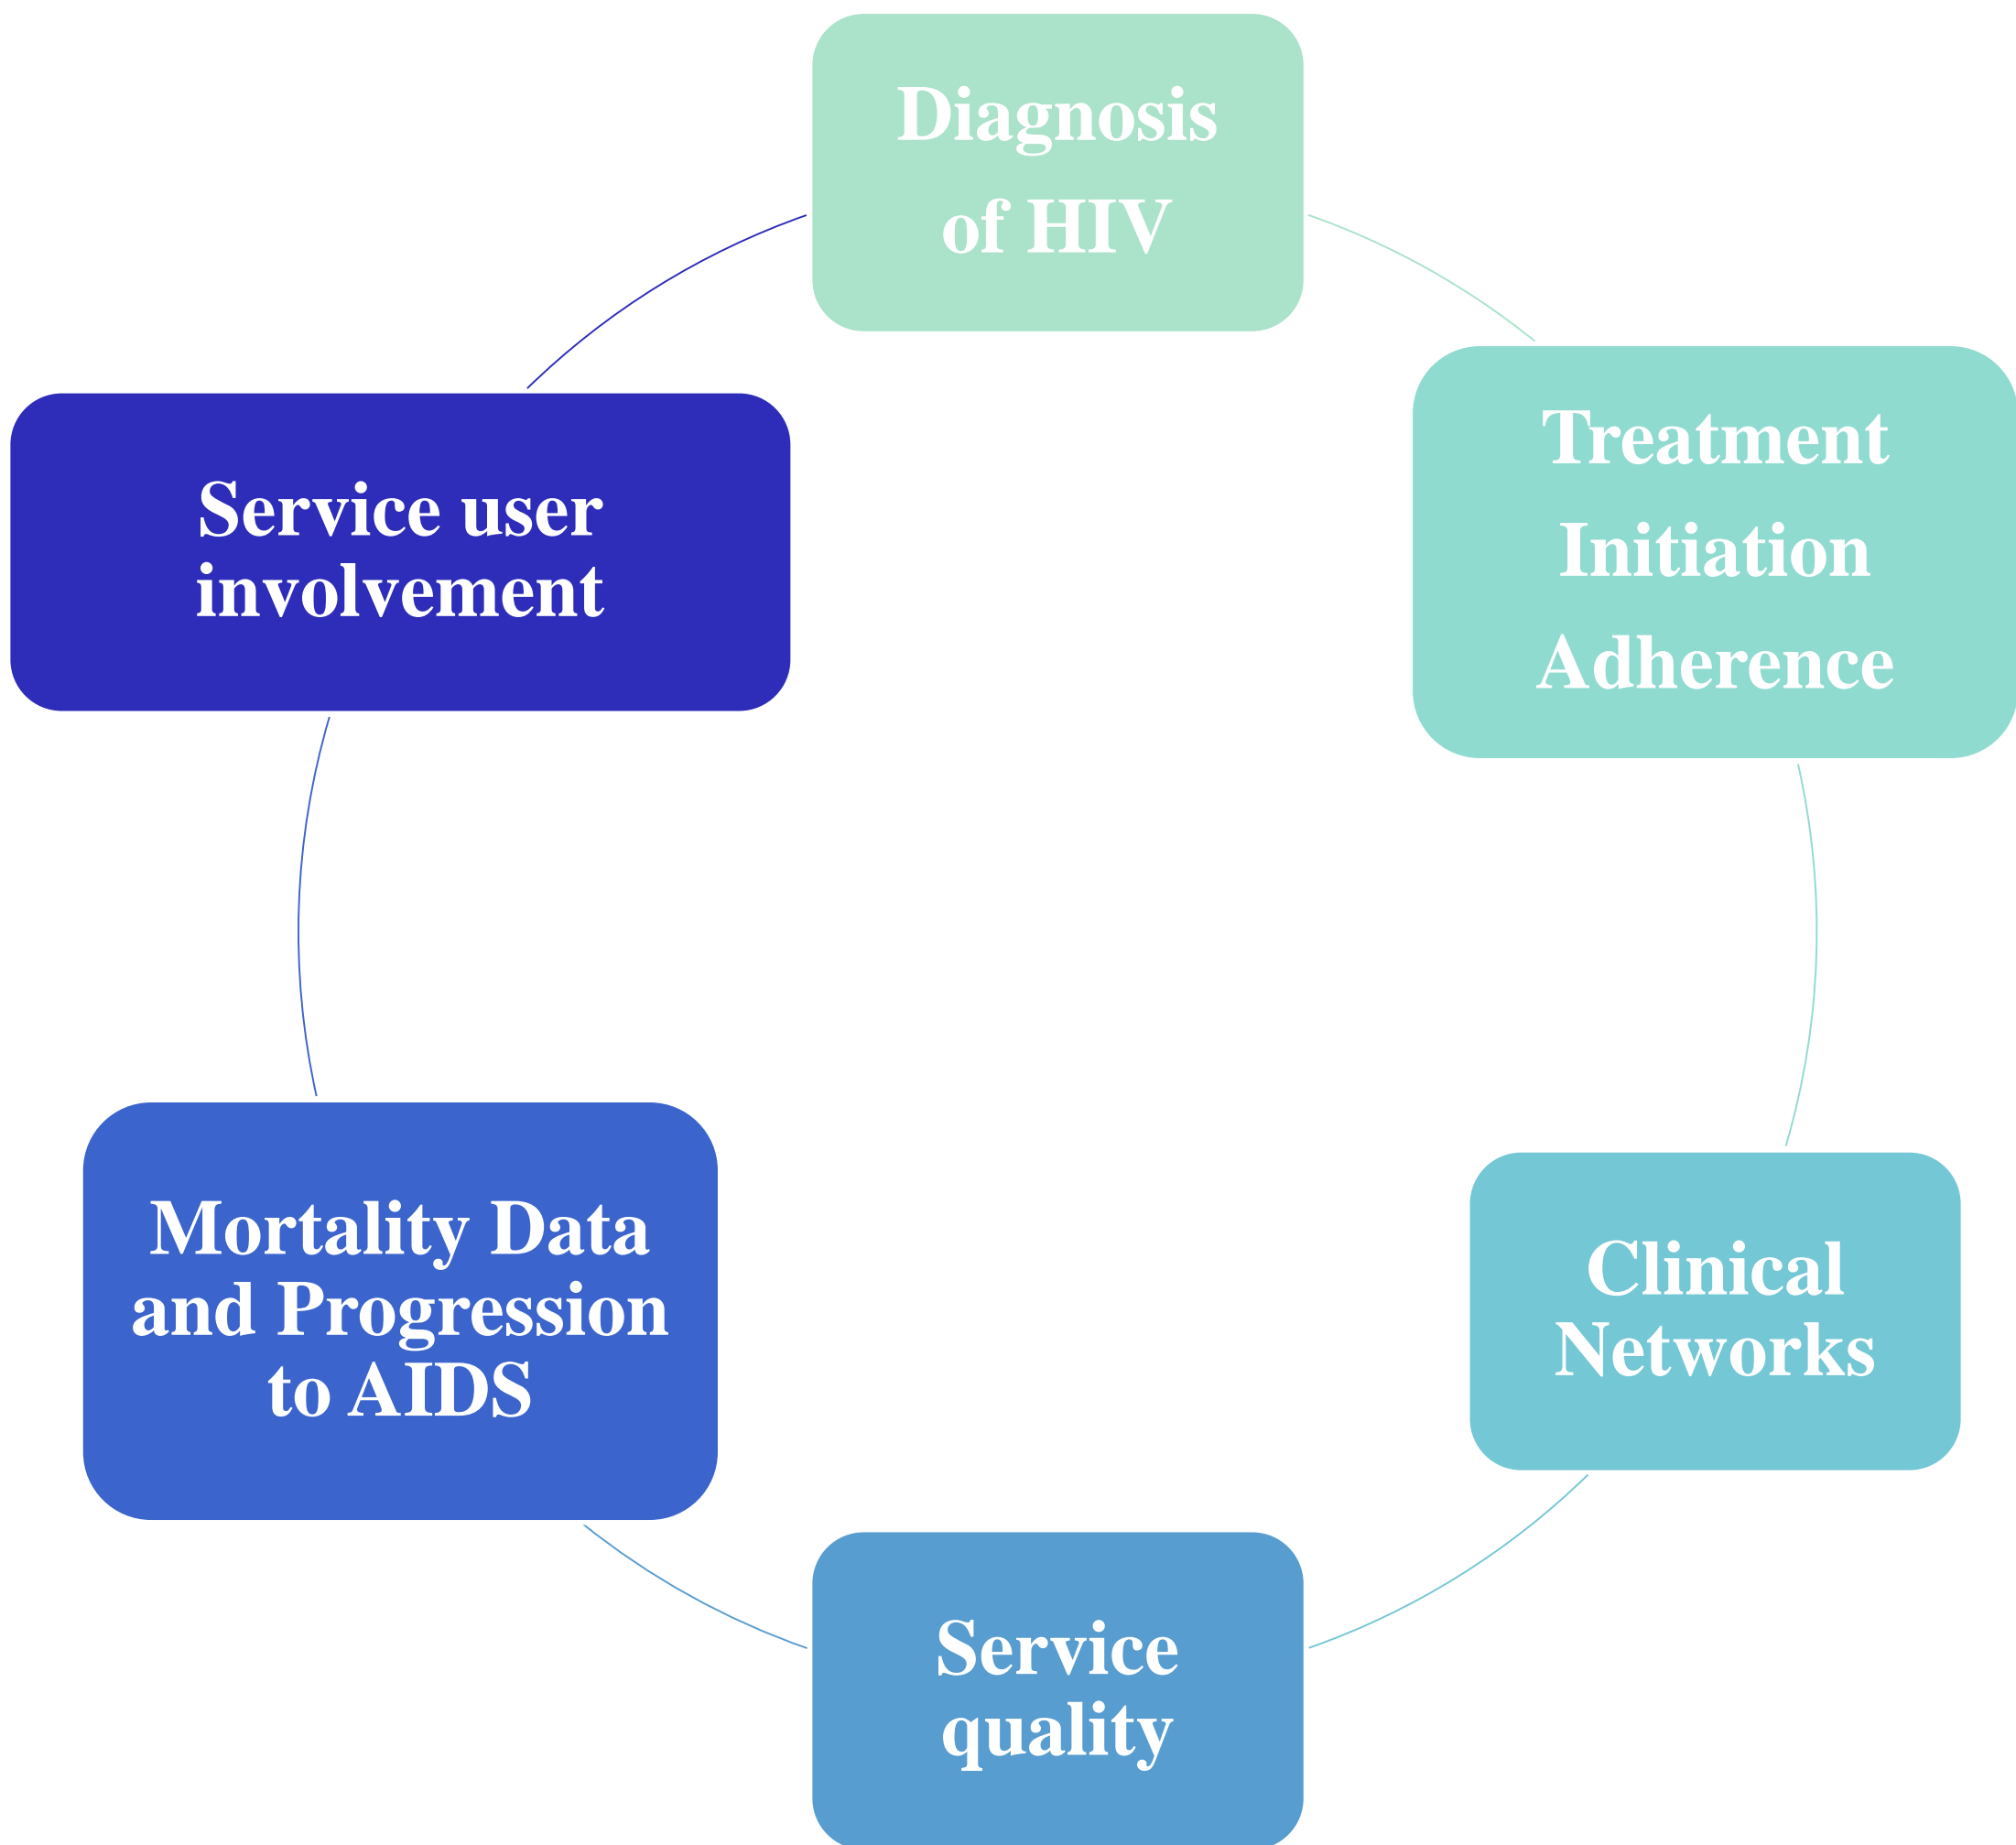 Diagnosis
of HIV
Treatment
Initiation
Adherence
Clinical
Networks
Service
quality
Mortality Data
and Progression
to AIDS
Service user
involvement